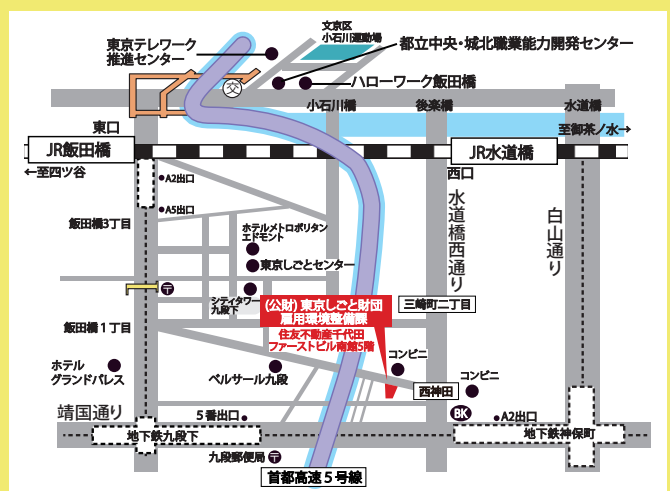 文京区
小石川運動場
東京テレワーク
推進センター
都立中央・城北職業能力開発センター
ハローワーク飯田橋
交
小石川橋
後楽橋
水道橋
東口
至御茶ノ水→
JR飯田橋
JR水道橋
←至四ツ谷
西口
A2出口
A5出口
水道橋西通り
白山通り
飯田橋3丁目
ホテルメトロポリタン
エドモント
東京しごとセンター
〒
シティタワー
九段下
(公財)東京しごと財団
雇用環境整備課
三崎町二丁目
飯田橋1丁目
住友不動産千代田
ファーストビル南館5階
コンビニ
ホテル
グランドパレス
ベルサール九段
コンビニ
西神田
靖国通り
5番出口
BK
A2出口
地下鉄九段下
地下鉄神保町
九段郵便局〒
首都高速5号線